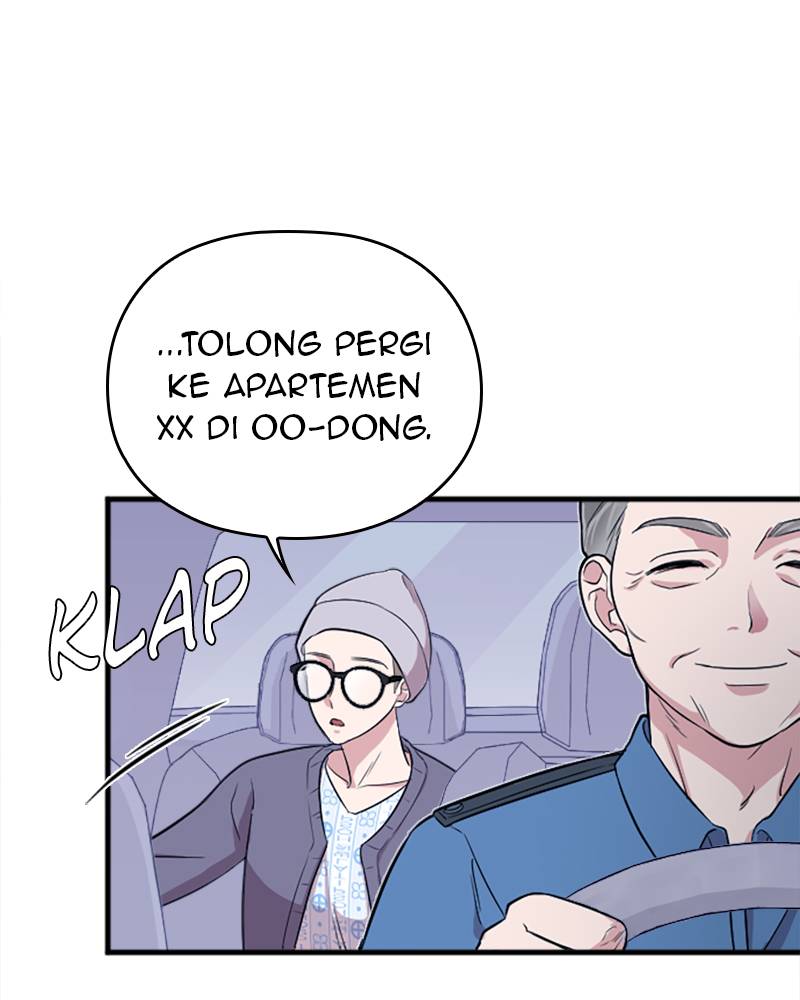 ...TOLONG PERGI
KE APARTEMEN
XX DI OO-DONG.
KLAP